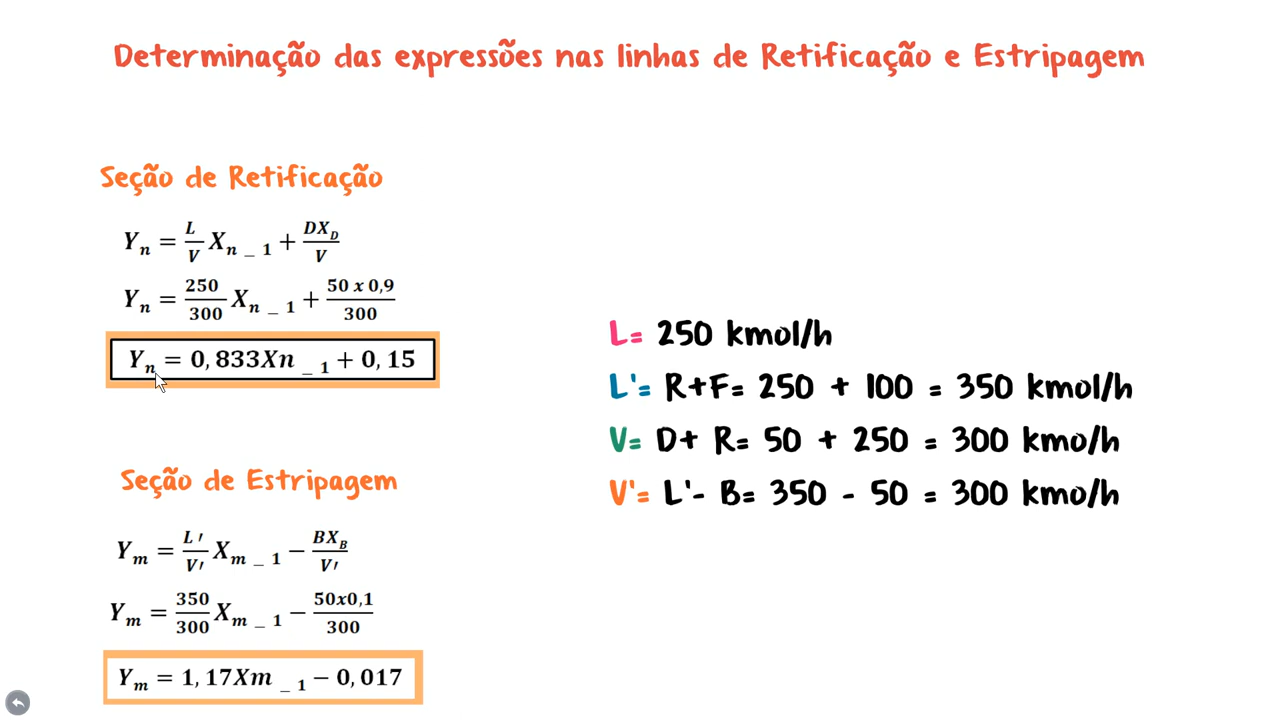 Determinação das expressões nas linhas de Retificação e Estripagem
Seção de Retificação
Yₙ = L/V Xₙ ₋ ₁ + DX_D/V
Yₙ = 250/300 Xₙ ₋ ₁ + 50 x 0,9/300
Yₙ = 0,833Xn ₋ ₁ + 0,15
L= 250 kmol/h
L'= R+F= 250 + 100 = 350 kmol/h
V= D+ R= 50 + 250 = 300 kmo/h
V'= L'- B= 350 - 50 = 300 kmo/h
Seção de Estripagem
Yₘ = L′/V′ Xₘ ₋ ₁ − BX_B/V′
Yₘ = 350/300 Xₘ ₋ ₁ − 50x0,1/300
Yₘ = 1,17Xm ₋ ₁ − 0,017